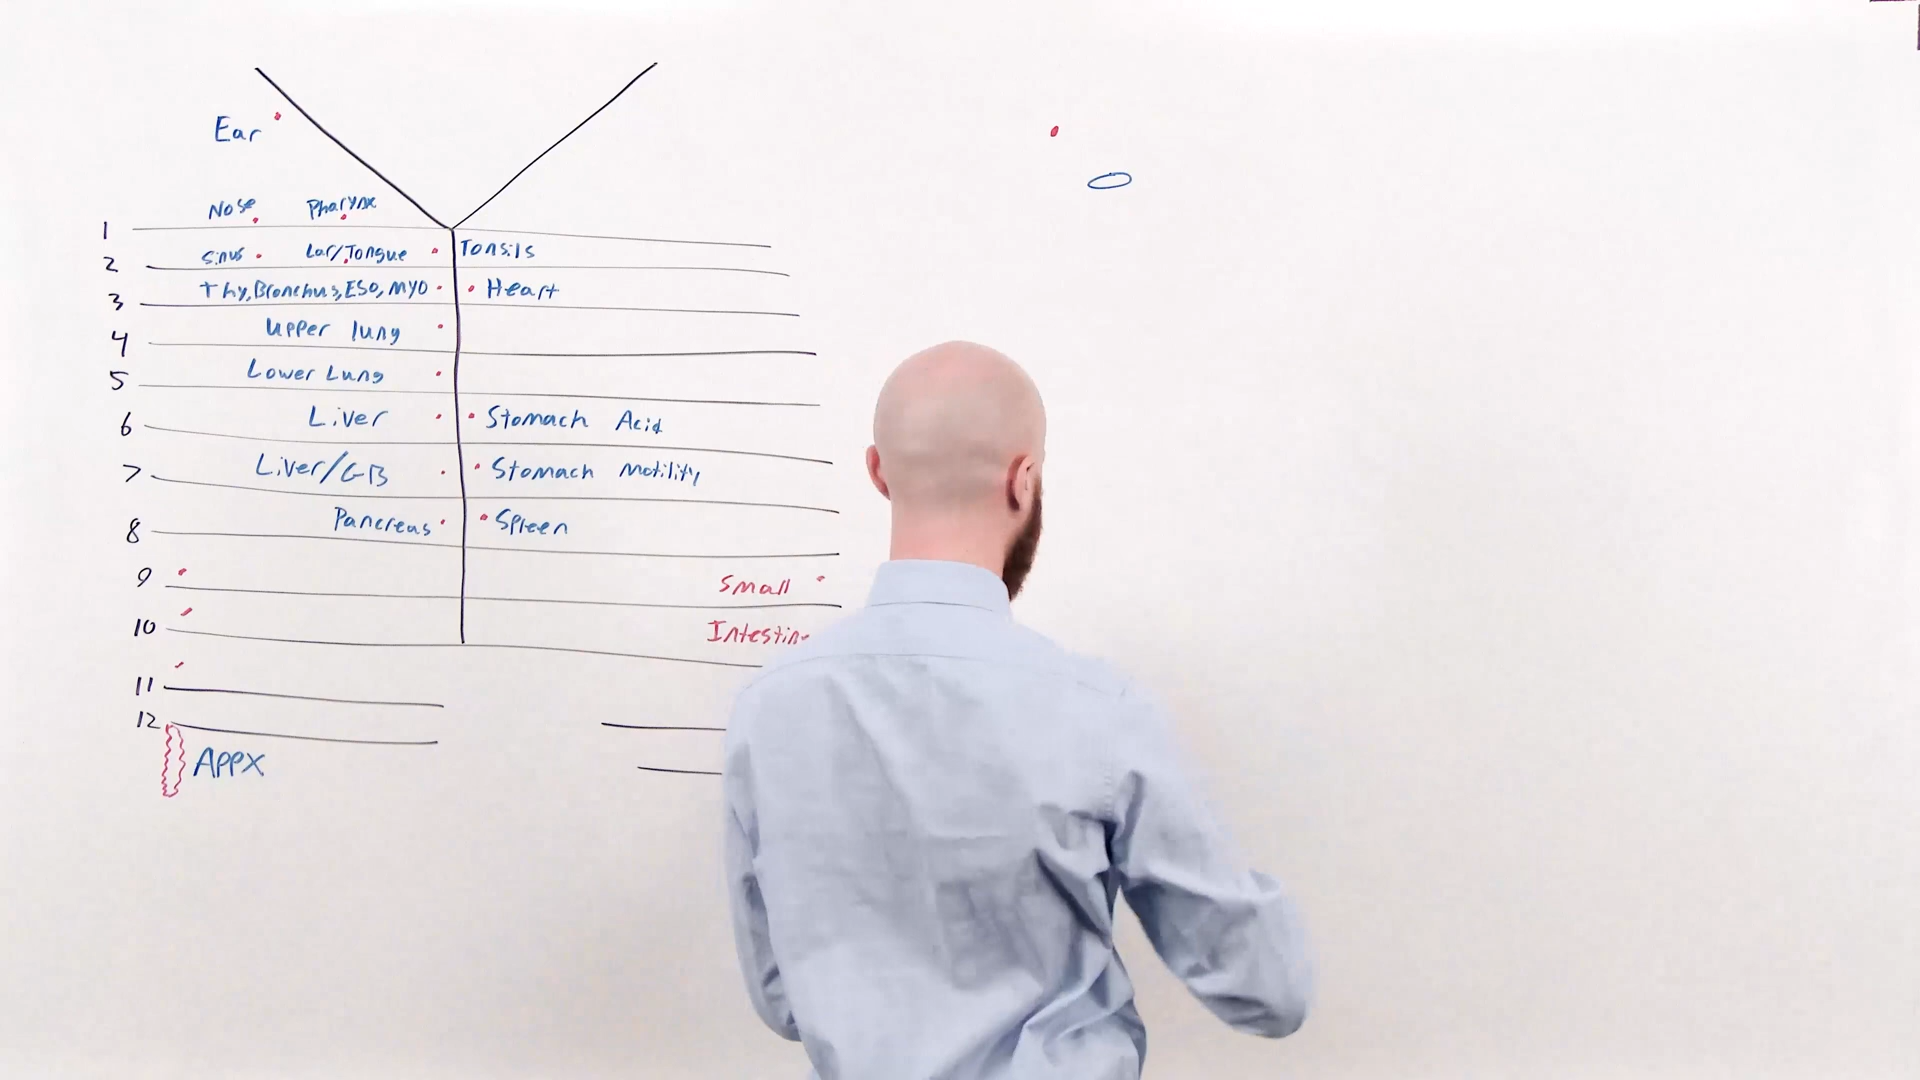 Ear
Nose Pharynx
1
Sinus Lar/Tongue Tonsils
2
Thy, Bronchus, ESO, MYO Heart
3
Upper lung
4
Lower Lung
5
Liver Stomach Acid
6
Liver/GB Stomach motility
7
Pancreas Spleen
8
9 Small
10 Intestine
11
12
APPX